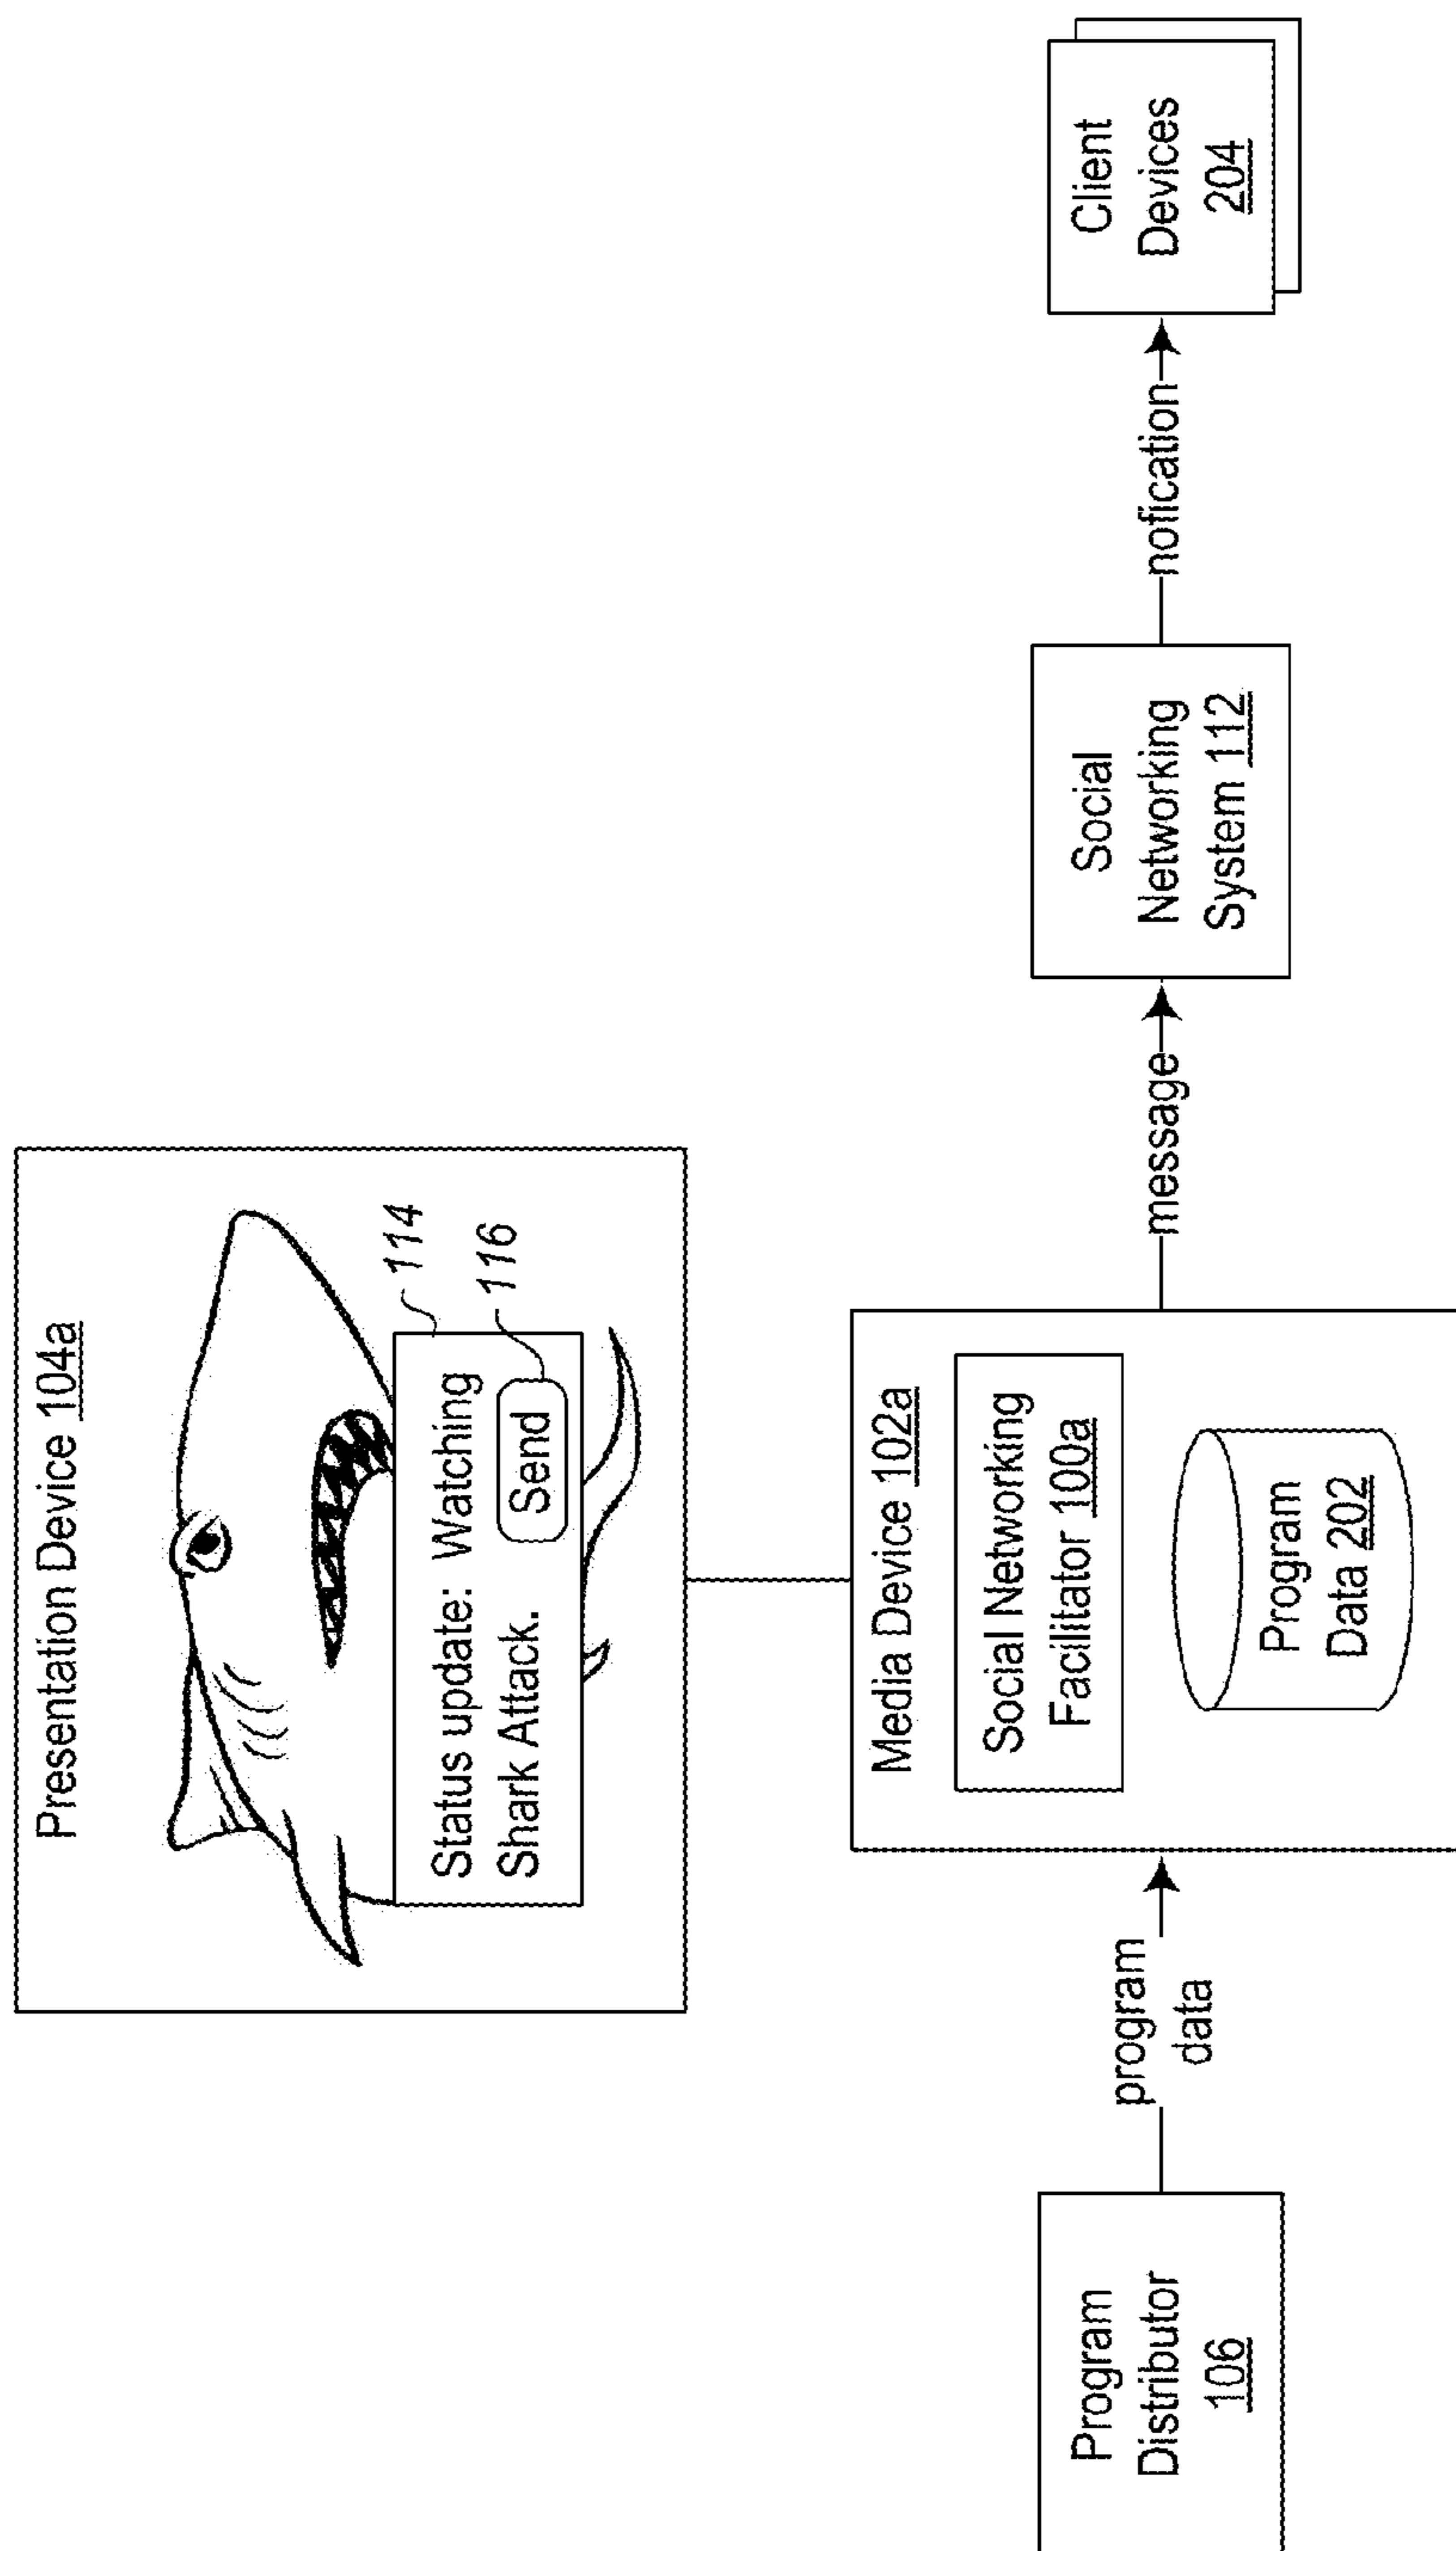 Presentation Device 104a
Status update: Watching
Shark Attack.
Send
114
116
Program
Distributor
106
program
data
Media Device 102a
Social Networking
Facilitator 100a
Program
Data 202
message
Social
Networking
System 112
nofication
Client
Devices
204